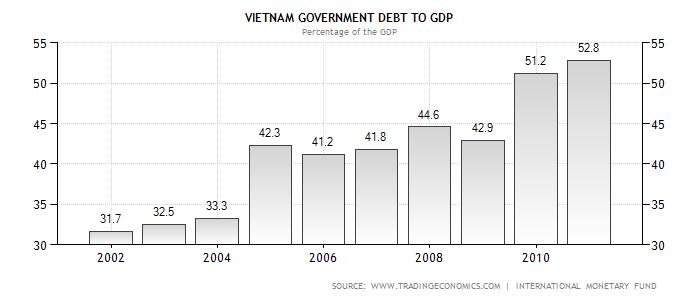 VIETNAM GOVERNMENT DEBT TO GDP
Percentage of the GDP
55 55
52.8
51.2
50 50
45 44.6 45
42.3 41.2 41.8 42.9
40 40
35 35
31.7 32.5 33.3
30 30
2002 2004 2006 2008 2010
SOURCE: WWW.TRADINGECONOMICS.COM | INTERNATIONAL MONETARY FUND